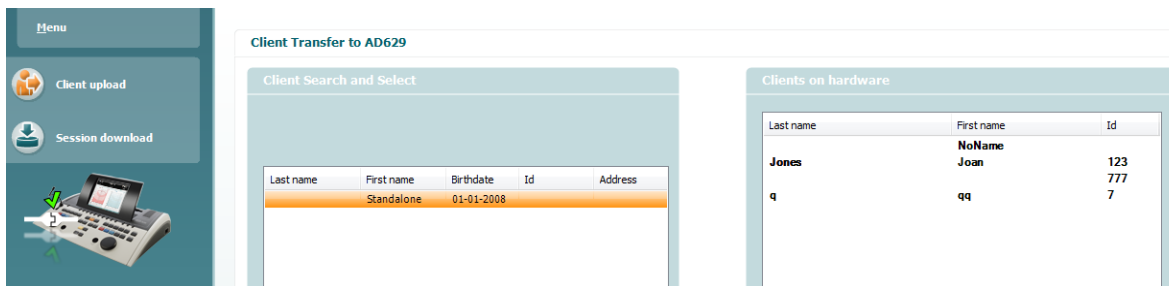 Menu
Client upload
Session download
Client Transfer to AD629
Client Search and Select
Last name First name Birthdate Id Address
Standalone 01-01-2008
Clients on hardware
Last name First name Id
NoName
Jones Joan 123
777
q qq 7